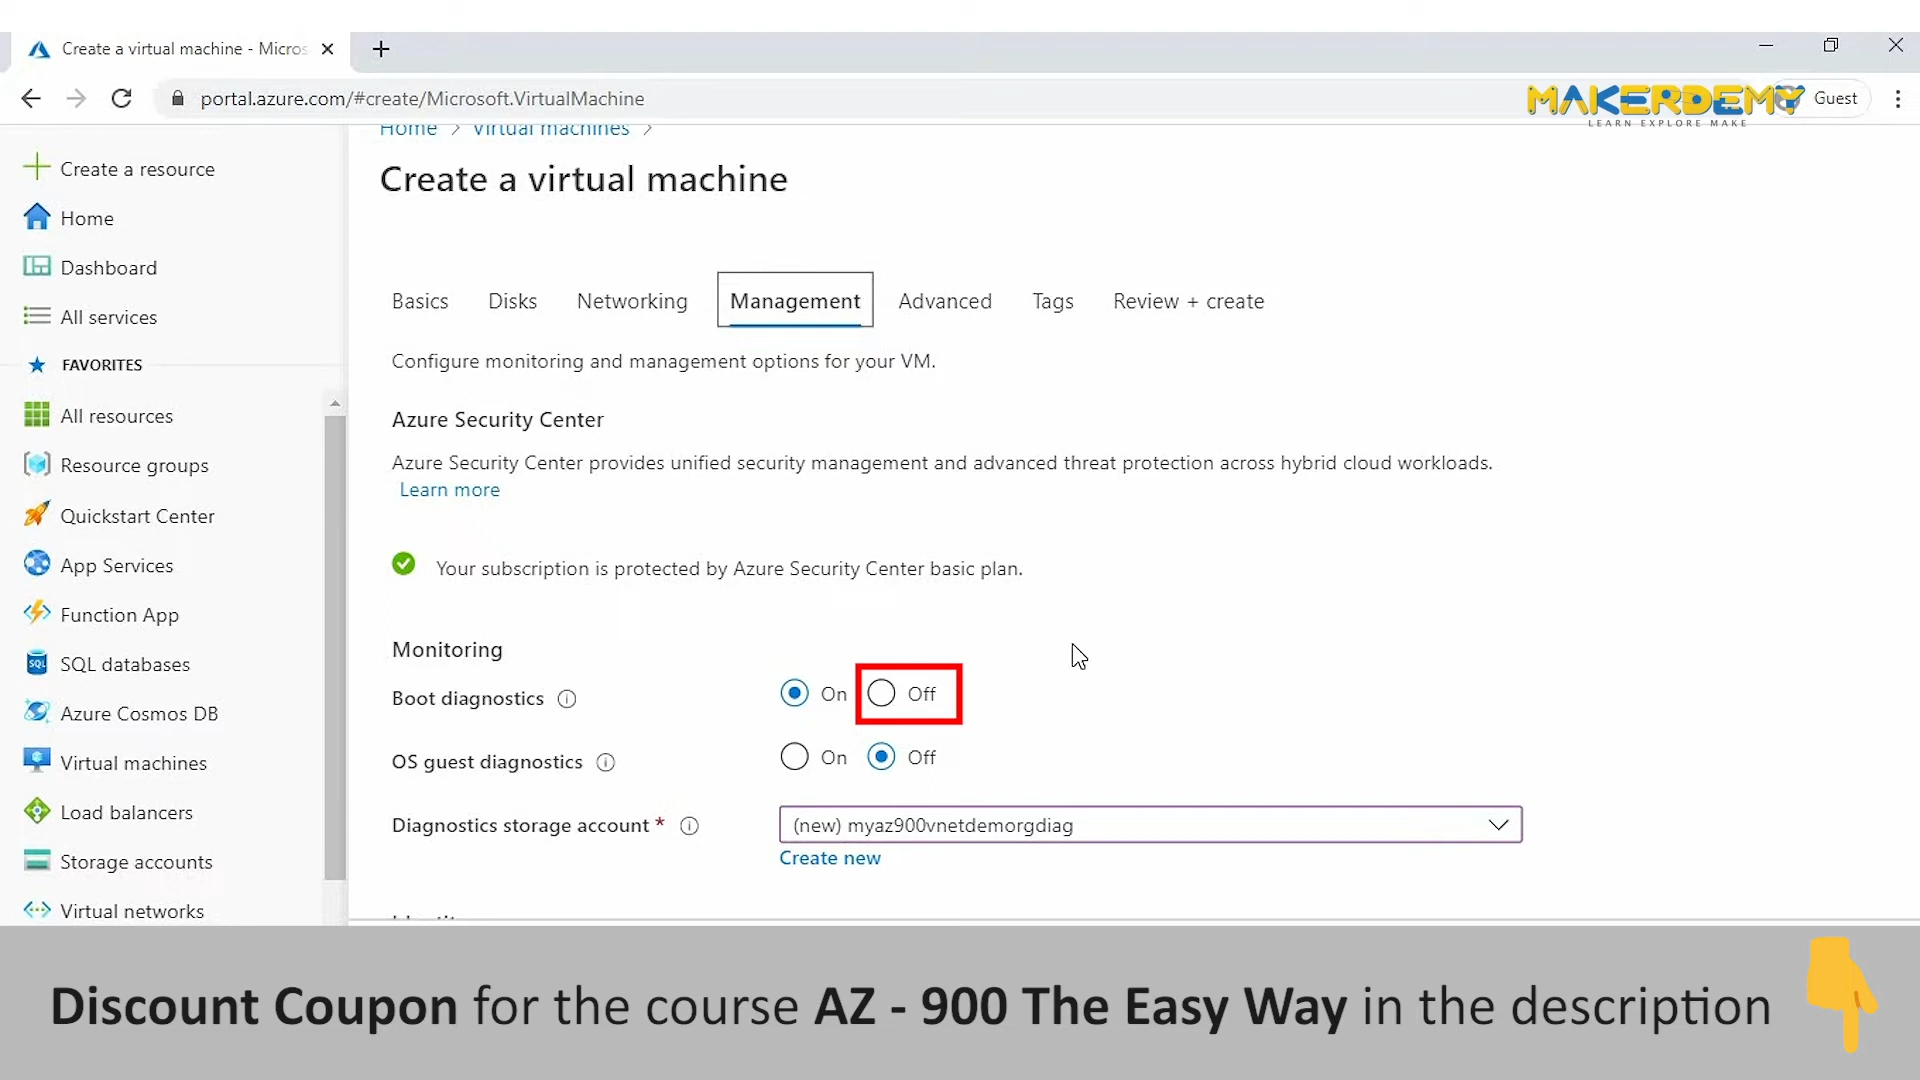 Create a virtual machine - Micros
portal.azure.com/#create/Microsoft.VirtualMachine
Guest
MAKERDEMY
LEARN EXPLORE MAKE
Home > Virtual machines >
Create a resource
Home
Dashboard
All services
FAVORITES
All resources
Resource groups
Quickstart Center
App Services
Function App
SQL databases
Azure Cosmos DB
Virtual machines
Load balancers
Storage accounts
Virtual networks
Create a virtual machine
Basics Disks Networking Management Advanced Tags Review + create
Configure monitoring and management options for your VM.
Azure Security Center
Azure Security Center provides unified security management and advanced threat protection across hybrid cloud workloads.
Learn more
Your subscription is protected by Azure Security Center basic plan.
Monitoring
Boot diagnostics On Off
OS guest diagnostics On Off
Diagnostics storage account * (new) myaz900vnetdemorgdiag
Create new
Discount Coupon for the course AZ - 900 The Easy Way in the description